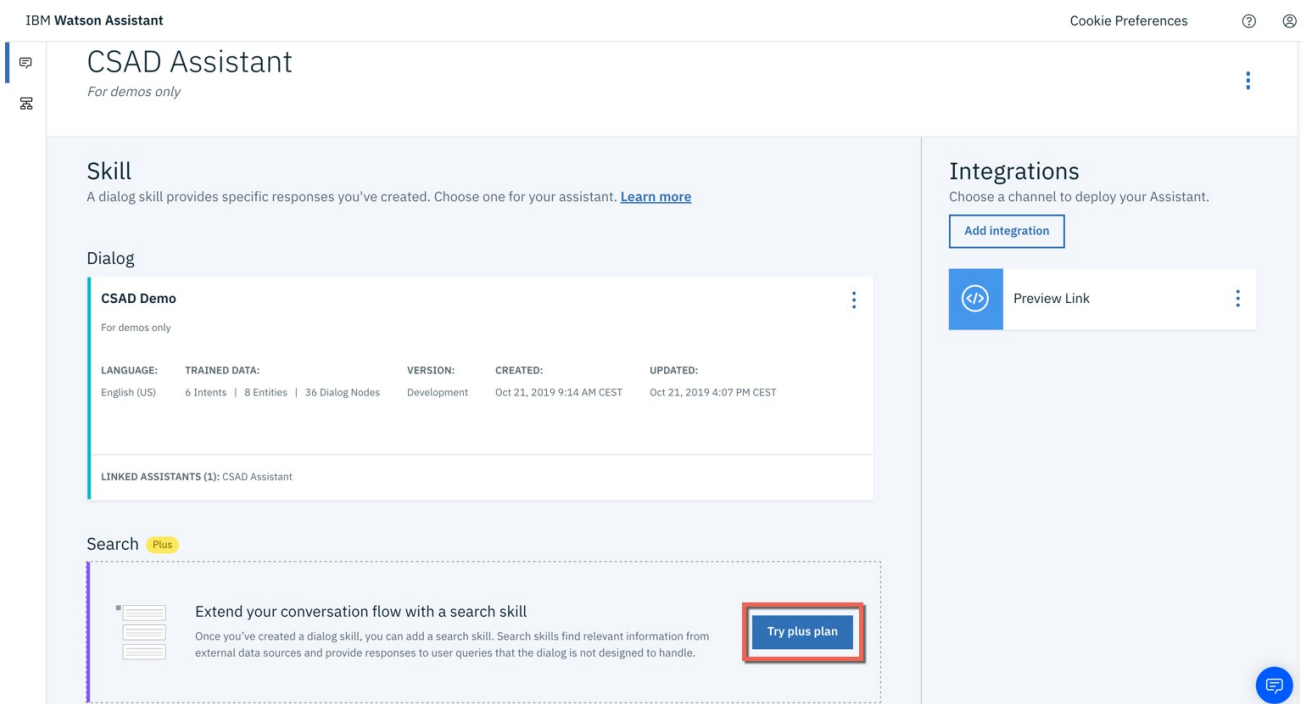 IBM Watson Assistant
Cookie Preferences
CSAD Assistant
For demos only
Skill
A dialog skill provides specific responses you've created. Choose one for your assistant. Learn more
Dialog
CSAD Demo
For demos only
LANGUAGE: TRAINED DATA: VERSION: CREATED: UPDATED:
English (US) 6 Intents | 8 Entities | 36 Dialog Nodes Development Oct 21, 2019 9:14 AM CEST Oct 21, 2019 4:07 PM CEST
LINKED ASSISTANTS (1): CSAD Assistant
Search Plus
Extend your conversation flow with a search skill
Once you've created a dialog skill, you can add a search skill. Search skills find relevant information from
external data sources and provide responses to user queries that the dialog is not designed to handle.
Try plus plan
Integrations
Choose a channel to deploy your Assistant.
Add integration
</> Preview Link